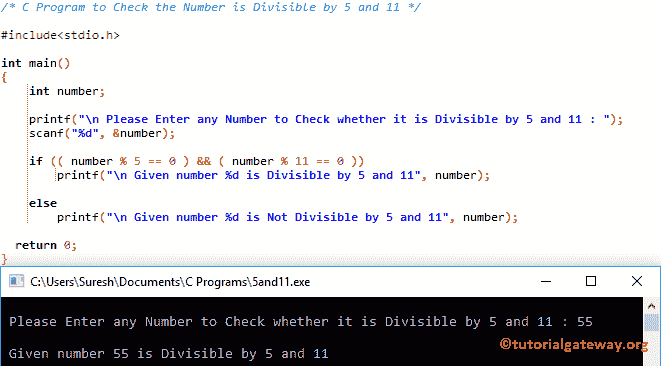 /* C Program to Check the Number is Divisible by 5 and 11 */
#include<stdio.h>
int main()
{
int number;
printf("\n Please Enter any Number to Check whether it is Divisible by 5 and 11 : ");
scanf("%d", &number);
if (( number % 5 == 0 ) && ( number % 11 == 0 ))
printf("\n Given number %d is Divisible by 5 and 11", number);
else
printf("\n Given number %d is Not Divisible by 5 and 11", number);
return 0;
}
C:\Users\Suresh\Documents\C Programs\5and11.exe
Please Enter any Number to Check whether it is Divisible by 5 and 11 : 55
Given number 55 is Divisible by 5 and 11
©tutorialgateway.org